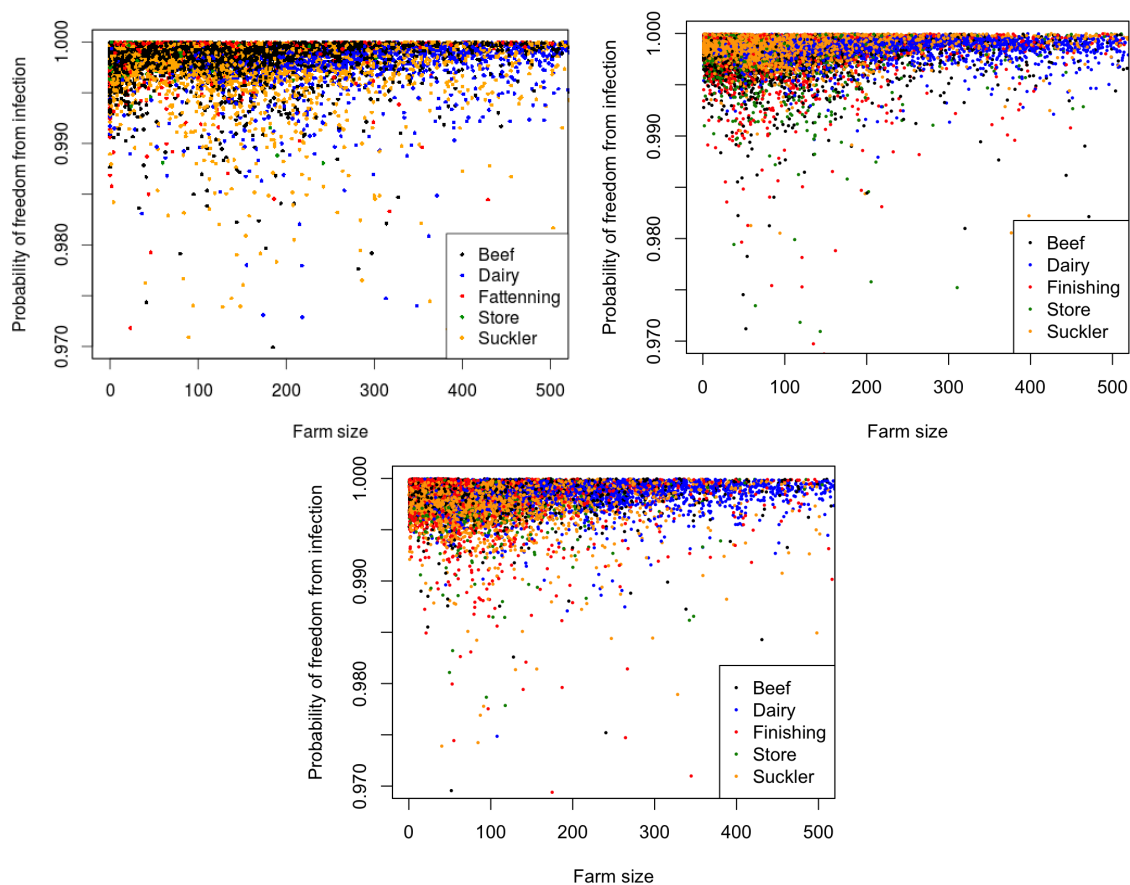 Probability of freedom from infection
1.000
0.990
0.980
0.970
Beef
Dairy
Fattenning
Store
Suckler
0
100
200
300
400
500
Farm size
Probability of freedom from infection
1.000
0.990
0.980
0.970
Beef
Dairy
Finishing
Store
Suckler
0
100
200
300
400
500
Farm size
Probability of freedom from infection
1.000
0.990
0.980
0.970
Beef
Dairy
Finishing
Store
Suckler
0
100
200
300
400
500
Farm size